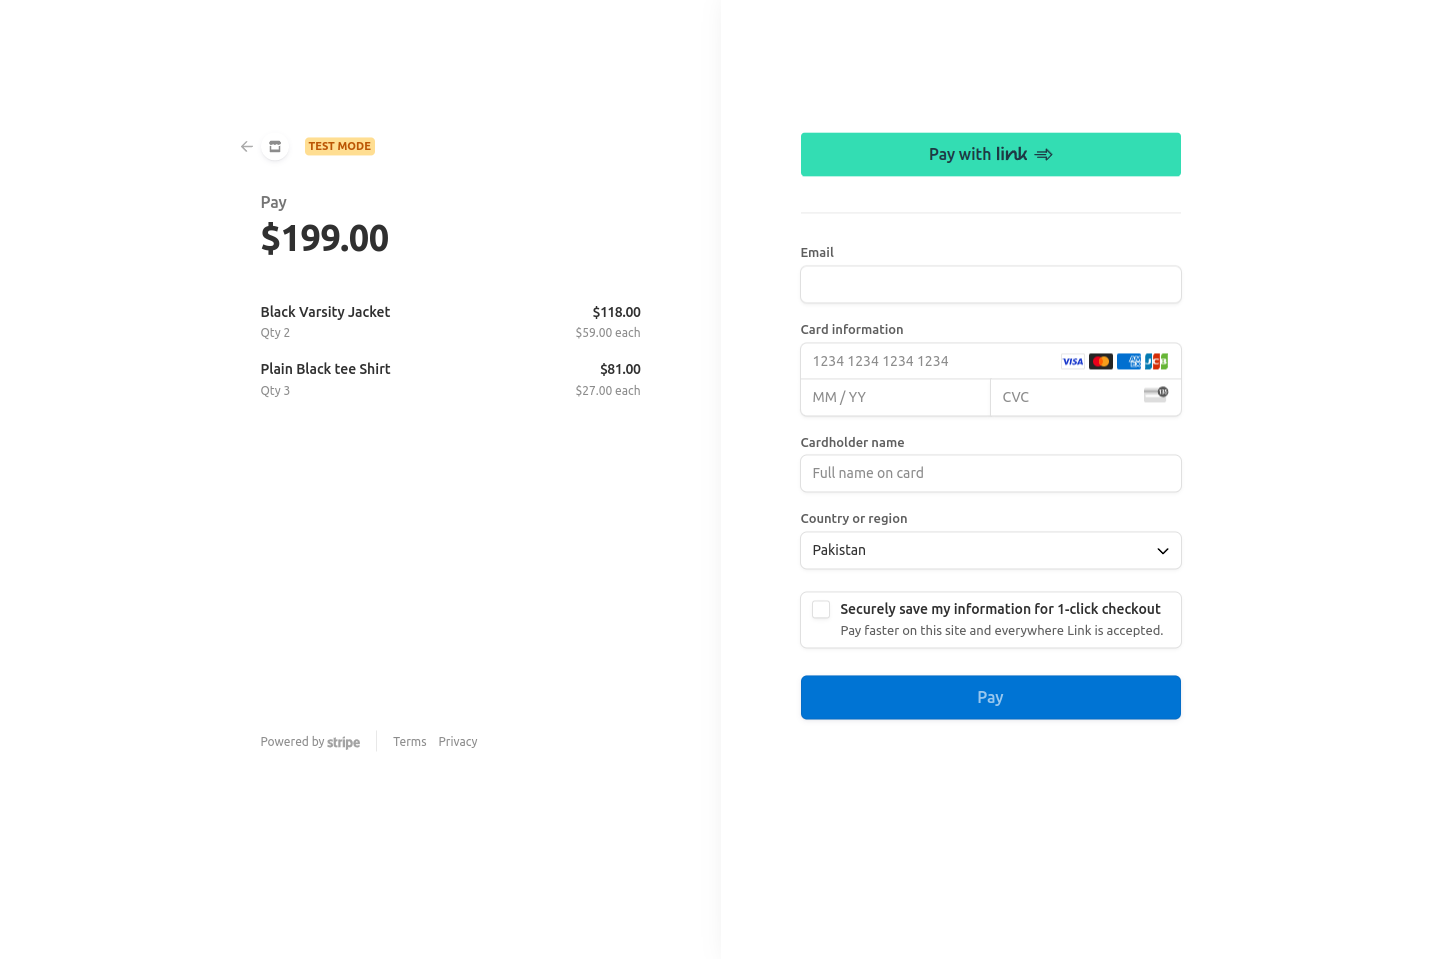 TEST MODE
Pay
$199.00
Black Varsity Jacket $118.00
Qty 2 $59.00 each
Plain Black tee Shirt $81.00
Qty 3 $27.00 each
Powered by stripe Terms Privacy
Pay with link
Email
Card information
1234 1234 1234 1234 VISA
MM / YY CVC
Cardholder name
Full name on card
Country or region
Pakistan
Securely save my information for 1-click checkout
Pay faster on this site and everywhere Link is accepted.
Pay